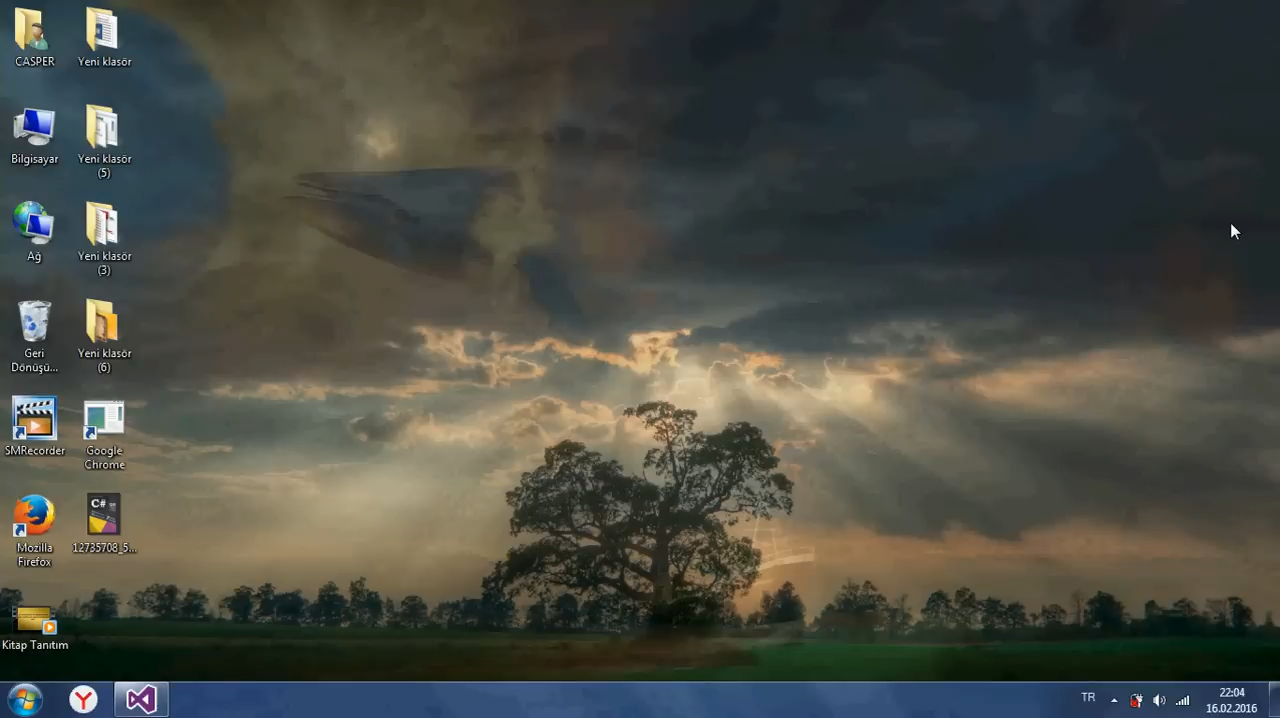 CASPER
Yeni klasör
Bilgisayar
Yeni klasör
(5)
Ağ
Yeni klasör
(3)
Geri
Dönüşü...
Yeni klasör
(6)
SMRecorder
Google
Chrome
Mozilla
Firefox
C#
12735708_5...
Kitap Tanıtım
TR
22:04
16.02.2016